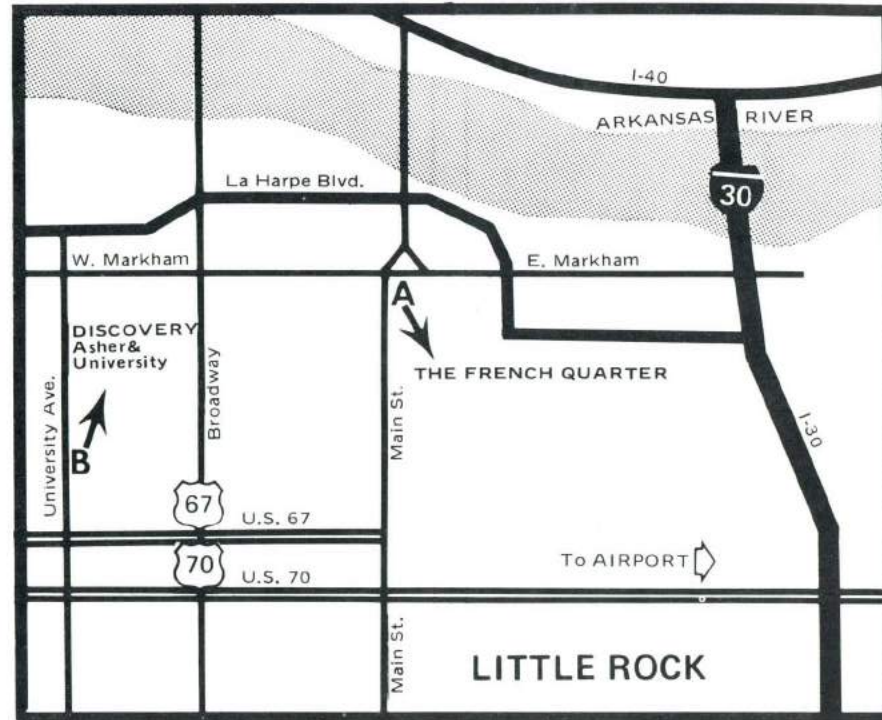 I-40
ARKANSAS RIVER
30
La Harpe Blvd.
W. Markham
E. Markham
A
DISCOVERY
Asher&
University
THE FRENCH QUARTER
University Ave.
B
Broadway
Main St.
I-30
67
U.S. 67
70
U.S. 70
To AIRPORT
Main St.
LITTLE ROCK